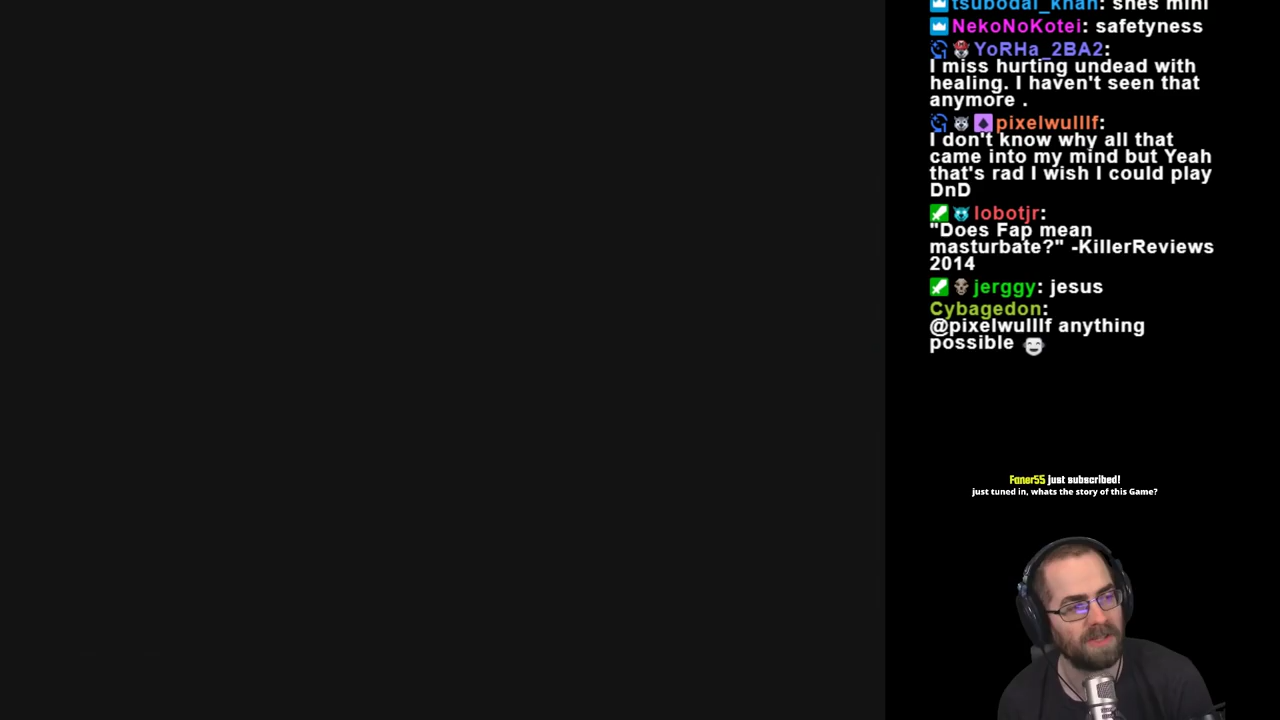 tsubodai_khan: snes mini
NekoNoKotei: safetyness
YoRHa_2BA2:
I miss hurting undead with
healing. I haven't seen that
anymore .
pixelwulllf:
I don't know why all that
came into my mind but Yeah
that's rad I wish I could play
DnD
lobotjr:
"Does Fap mean
masturbate?" -KillerReviews
2014
jerggy: jesus
Cybagedon:
@pixelwulllf anything
possible
Faner55 just subscribed!
just tuned in, whats the story of this Game?